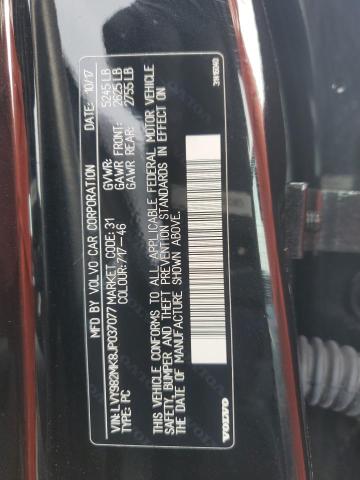 MFD BY VOLVO CAR CORPORATION 10/17
VIN: LVY982MK8JP037077 MARKET CODE: 31
TYPE: PC COLOUR: 717-46
GVWR: 5245 LB
GAWR FRONT: 2625 LB
GAWR REAR: 2755 LB
THIS VEHICLE CONFORMS TO ALL APPLICABLE FEDERAL MOTOR VEHICLE
SAFETY, BUMPER AND THEFT PREVENTION STANDARDS IN EFFECT ON
THE DATE OF MANUFACTURE SHOWN ABOVE.
VOLVO